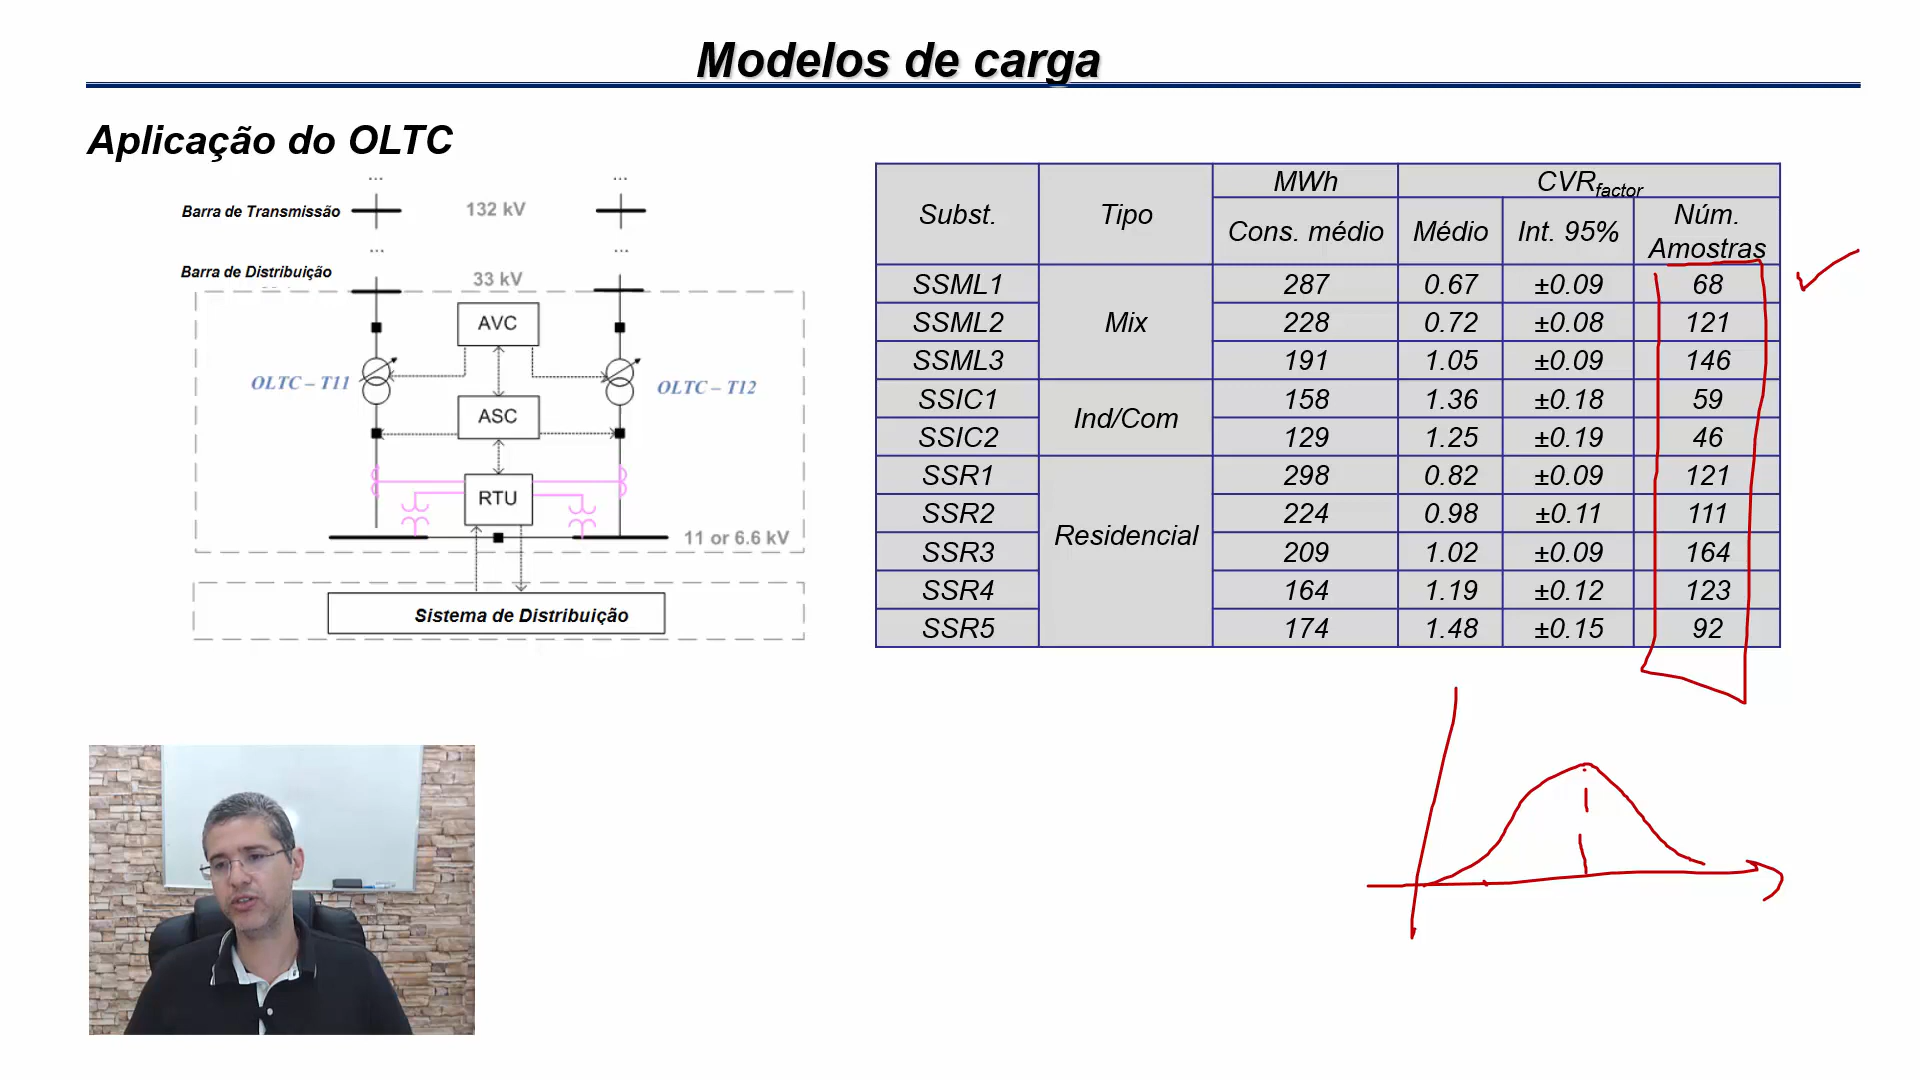 Modelos de carga
Aplicação do OLTC
...
...
Barra de Transmissão
132 kV
...
...
Barra de Distribuição
33 kV
AVC
OLTC – T11
OLTC – T12
ASC
RTU
11 or 6.6 kV
Sistema de Distribuição
Subst. Tipo MWh CVRfactor
Cons. médio Médio Int. 95% Núm. Amostras
SSML1 Mix 287 0.67 ±0.09 68
SSML2 228 0.72 ±0.08 121
SSML3 191 1.05 ±0.09 146
SSIC1 Ind/Com 158 1.36 ±0.18 59
SSIC2 129 1.25 ±0.19 46
SSR1 Residencial 298 0.82 ±0.09 121
SSR2 224 0.98 ±0.11 111
SSR3 209 1.02 ±0.09 164
SSR4 164 1.19 ±0.12 123
SSR5 174 1.48 ±0.15 92